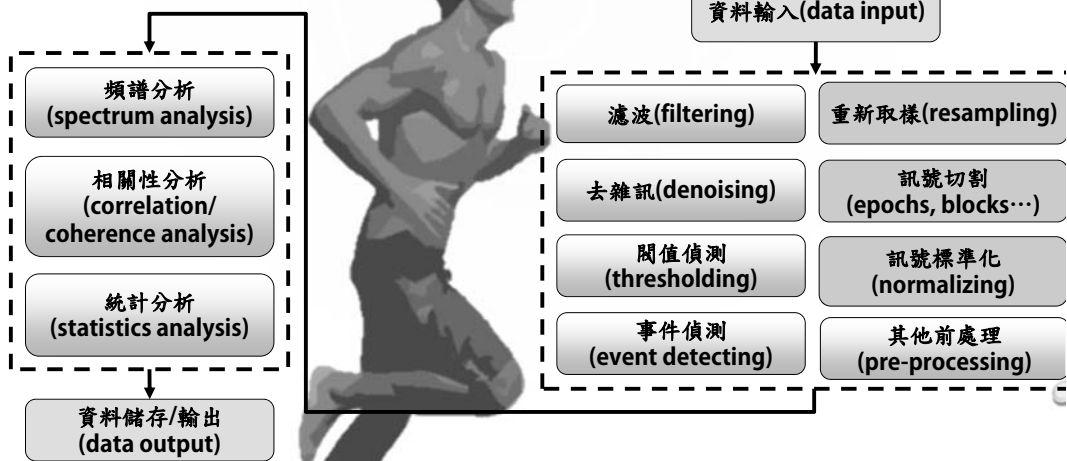 資料輸入(data input)
濾波(filtering)
重新取樣(resampling)
去雜訊(denoising)
訊號切割
(epochs, blocks…)
閥值偵測
(thresholding)
訊號標準化
(normalizing)
事件偵測
(event detecting)
其他前處理
(pre-processing)
頻譜分析
(spectrum analysis)
相關性分析
(correlation/
coherence analysis)
統計分析
(statistics analysis)
資料儲存/輸出
(data output)